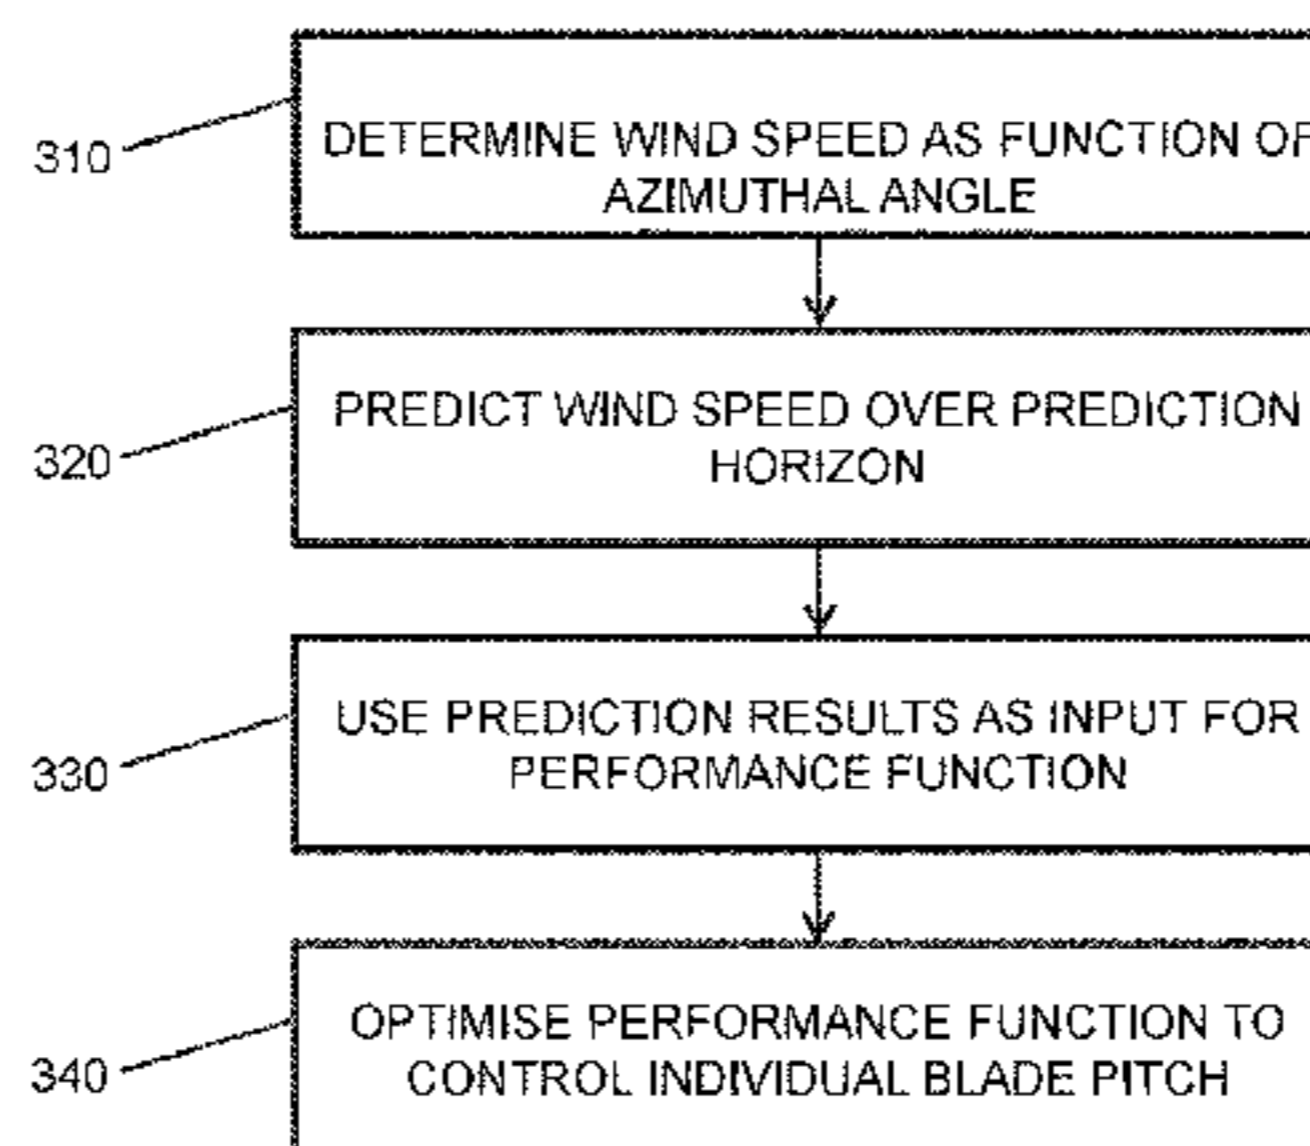 310
DETERMINE WIND SPEED AS FUNCTION OF
AZIMUTHAL ANGLE
320
PREDICT WIND SPEED OVER PREDICTION
HORIZON
330
USE PREDICTION RESULTS AS INPUT FOR
PERFORMANCE FUNCTION
340
OPTIMISE PERFORMANCE FUNCTION TO
CONTROL INDIVIDUAL BLADE PITCH